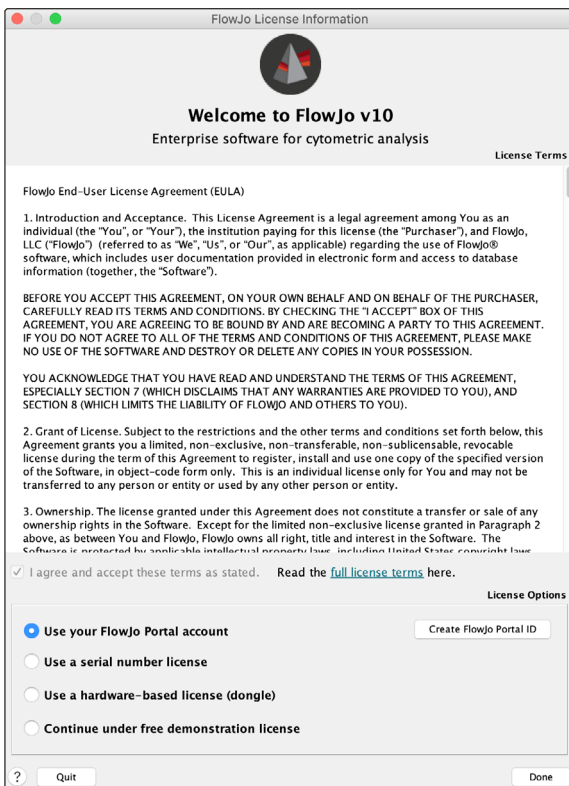 FlowJo License Information
Welcome to FlowJo v10
Enterprise software for cytometric analysis
License Terms
FlowJo End-User License Agreement (EULA)
1. Introduction and Acceptance.  This License Agreement is a legal agreement among You as an
individual (the “You”, or “Your”), the institution paying for this license (the “Purchaser”), and FlowJo,
LLC (“FlowJo”)  (referred to as “We”, “Us”, or “Our”, as applicable) regarding the use of FlowJo®
software, which includes user documentation provided in electronic form and access to database
information (together, the “Software”).
BEFORE YOU ACCEPT THIS AGREEMENT, ON YOUR OWN BEHALF AND ON BEHALF OF THE PURCHASER,
CAREFULLY READ ITS TERMS AND CONDITIONS. BY CHECKING THE “I ACCEPT” BOX OF THIS
AGREEMENT, YOU ARE AGREEING TO BE BOUND BY AND ARE BECOMING A PARTY TO THIS AGREEMENT.
IF YOU DO NOT AGREE TO ALL OF THE TERMS AND CONDITIONS OF THIS AGREEMENT, PLEASE MAKE
NO USE OF THE SOFTWARE AND DESTROY OR DELETE ANY COPIES IN YOUR POSSESSION.
YOU ACKNOWLEDGE THAT YOU HAVE READ AND UNDERSTAND THE TERMS OF THIS AGREEMENT,
ESPECIALLY SECTION 7 (WHICH DISCLAIMS THAT ANY WARRANTIES ARE PROVIDED TO YOU), AND
SECTION 8 (WHICH LIMITS THE LIABILITY OF FLOWJO AND OTHERS TO YOU).
2. Grant of License. Subject to the restrictions and the other terms and conditions set forth below, this
Agreement grants you a limited, non-exclusive, non-transferable, non-sublicensable, revocable
license during the term of this Agreement to register, install and use one copy of the specified version
of the Software, in object-code form only.  This is an individual license only for You and may not be
transferred to any person or entity or used by any other person or entity.
3. Ownership. The license granted under this Agreement does not constitute a transfer or sale of any
ownership rights in the Software.  Except for the limited non-exclusive license granted in Paragraph 2
above, as between You and FlowJo, FlowJo owns all right, title and interest in the Software.  The
Software is protected by applicable intellectual property laws, including United States copyright laws
I agree and accept these terms as stated. Read the full license terms here.
License Options
Use your FlowJo Portal account
Create FlowJo Portal ID
Use a serial number license
Use a hardware-based license (dongle)
Continue under free demonstration license
? Quit Done